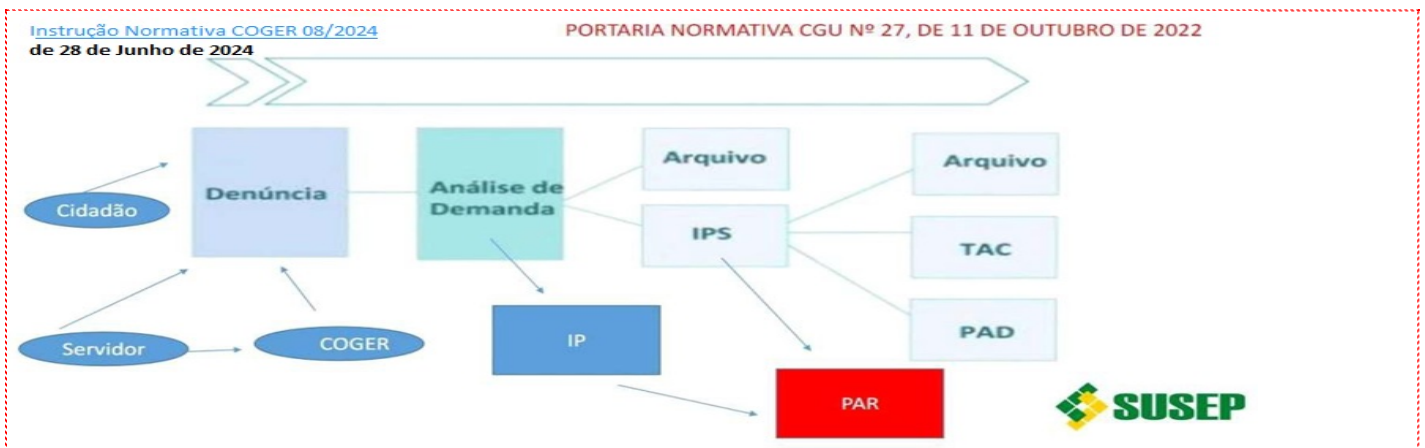 Instrução Normativa COGER 08/2024
de 28 de Junho de 2024
PORTARIA NORMATIVA CGU Nº 27, DE 11 DE OUTUBRO DE 2022
Cidadão
Denúncia
Análise de
Demanda
Arquivo
IPS
Arquivo
TAC
PAD
Servidor
COGER
IP
PAR
SUSEP